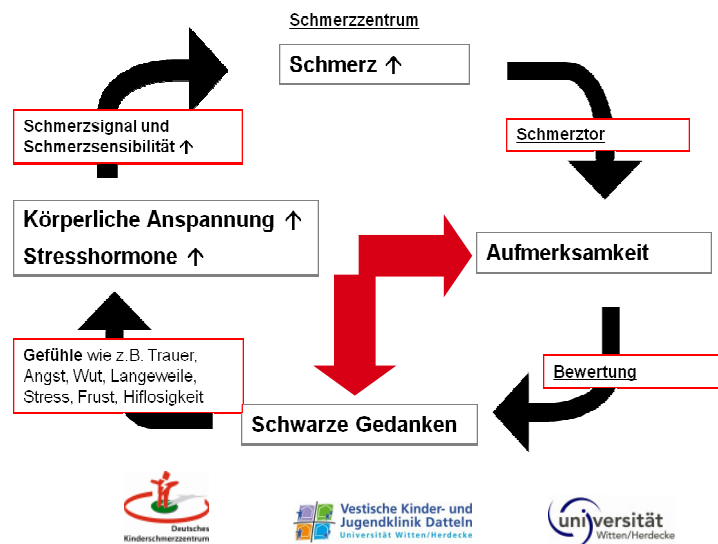 Schmerzzentrum
Schmerz ↑
Schmerzsignal und
Schmerzsensibilität ↑
Schmerztor
Körperliche Anspannung ↑
Stresshormone ↑
Aufmerksamkeit
Gefühle wie z.B. Trauer,
Angst, Wut, Langeweile,
Stress, Frust, Hiflosigkeit
Bewertung
Schwarze Gedanken
Deutsches
Kinderschmerzzentrum
Vestische Kinder- und
Jugendklinik Datteln
Universität Witten/Herdecke
universität
Witten/Herdecke